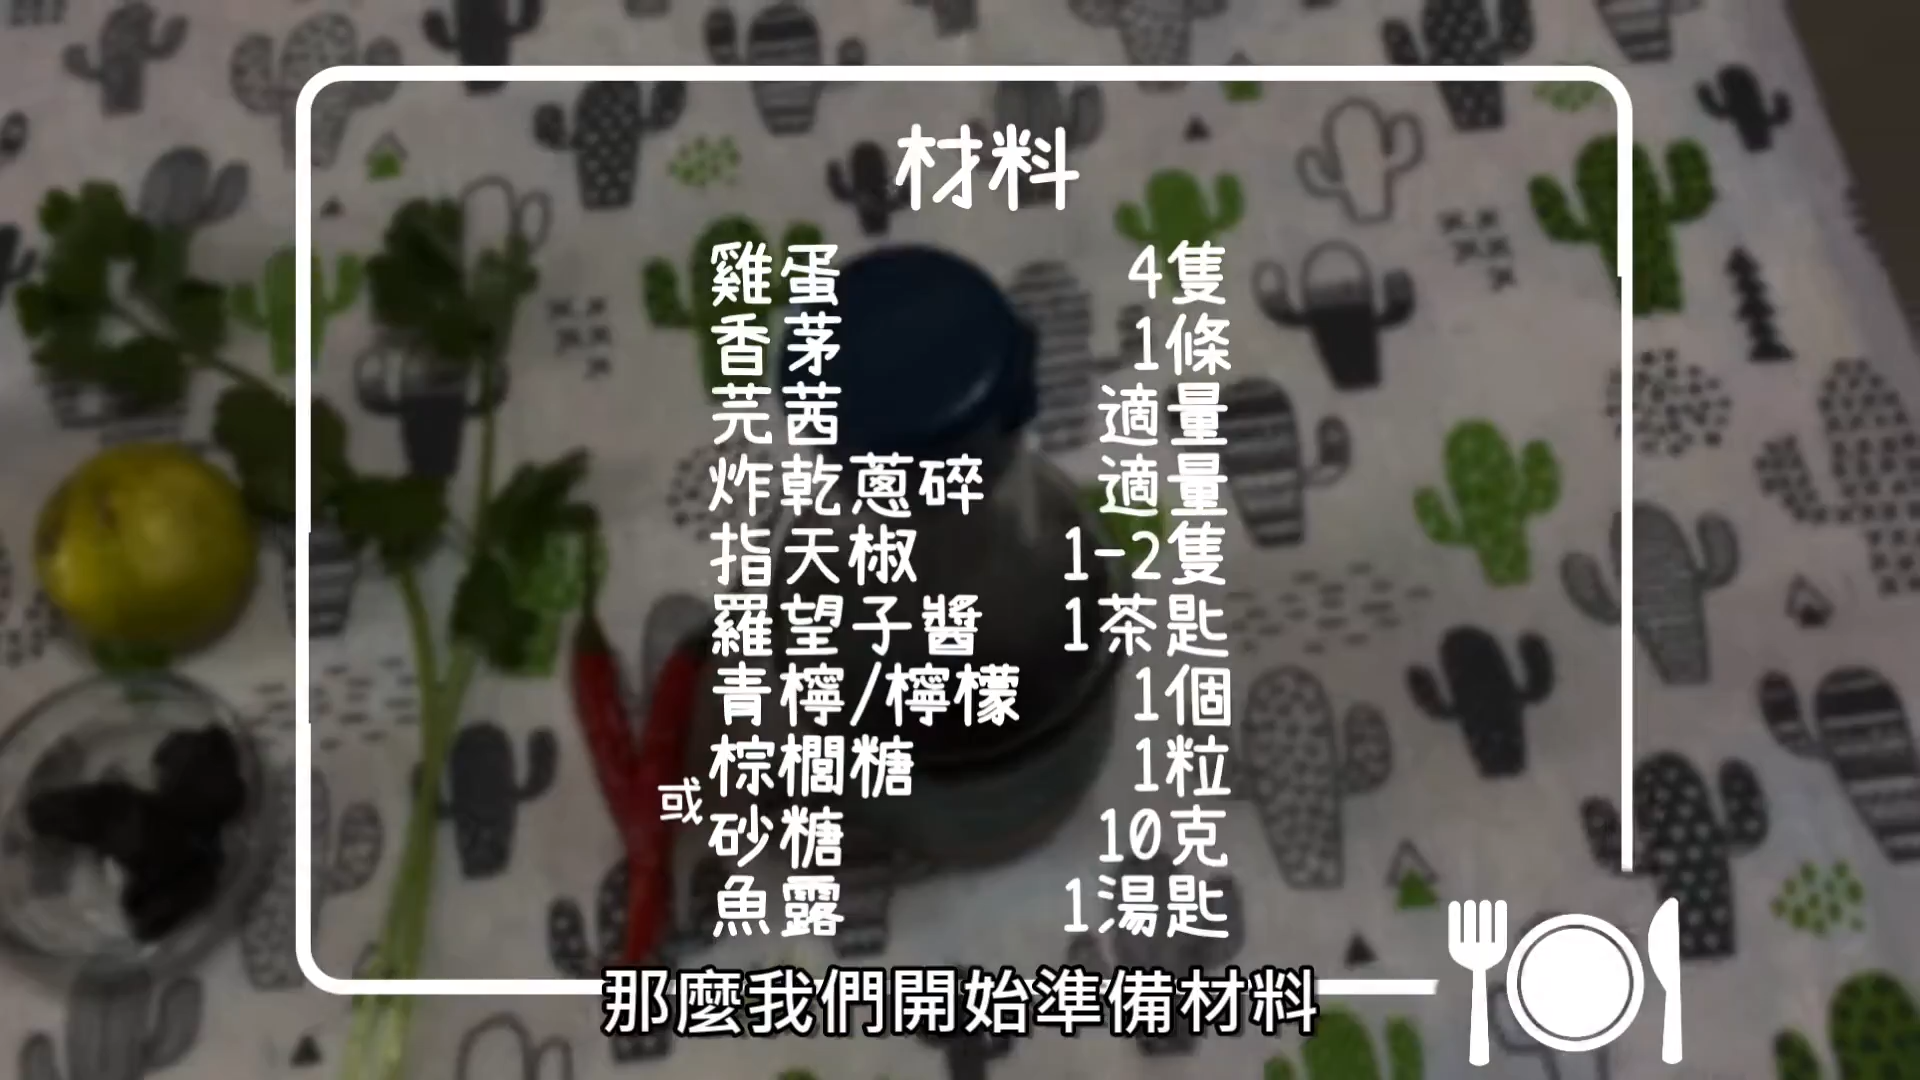 材料
雞蛋 4隻
香茅 1條
芫茜 適量
炸乾蔥碎 適量
指天椒 1-2隻
羅望子醬 1茶匙
青檸/檸檬 1個
棕櫚糖 1粒
或 砂糖 10克
魚露 1湯匙
那麼我們開始準備材料